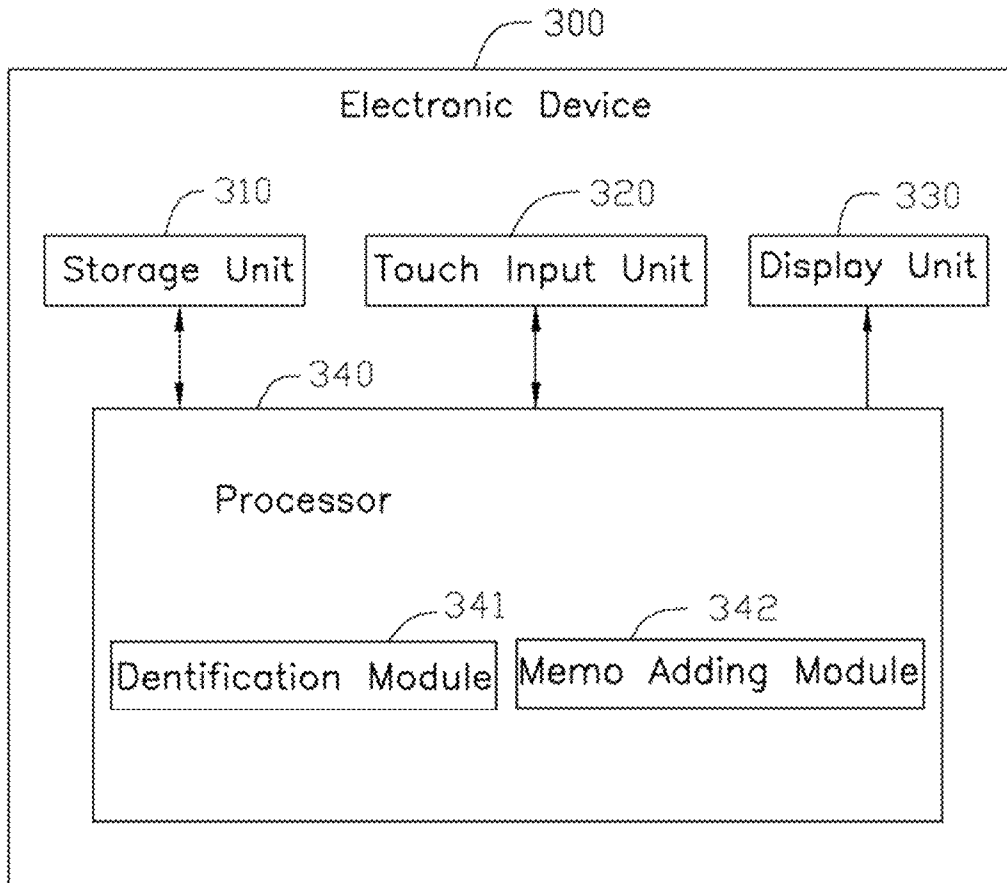 300
Electronic Device
310
320
330
Storage Unit
Touch Input Unit
Display Unit
340
Processor
341
342
Dentification Module
Memo Adding Module